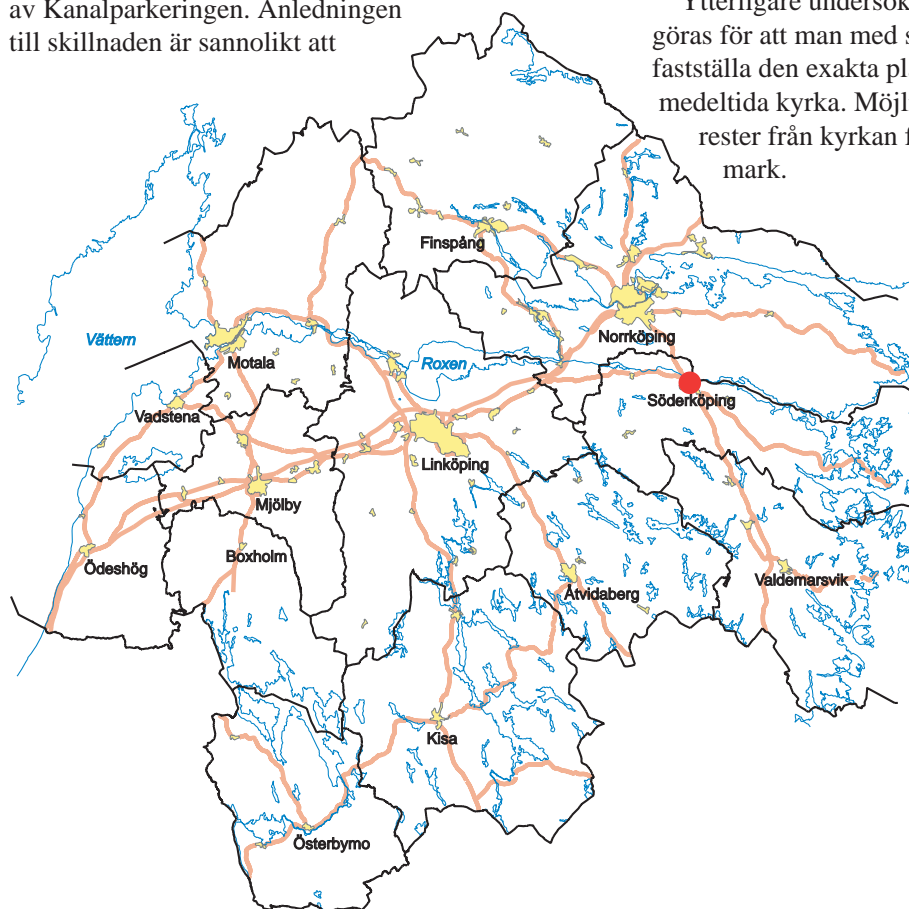 av Kanalparkeringen. Anledningen
till skillnaden är sannolikt att
Ytterligare undersök
göras för att man med s
fastställa den exakta pl
medeltida kyrka. Möjl
rester från kyrkan f
mark.
Finspång
Norrköping
Vättern
Motala
Roxen
Vadstena
Söderköping
Linköping
Mjölby
Boxholm
Ödeshög
Åtvidaberg
Valdemarsvik
Kisa
Österbymo